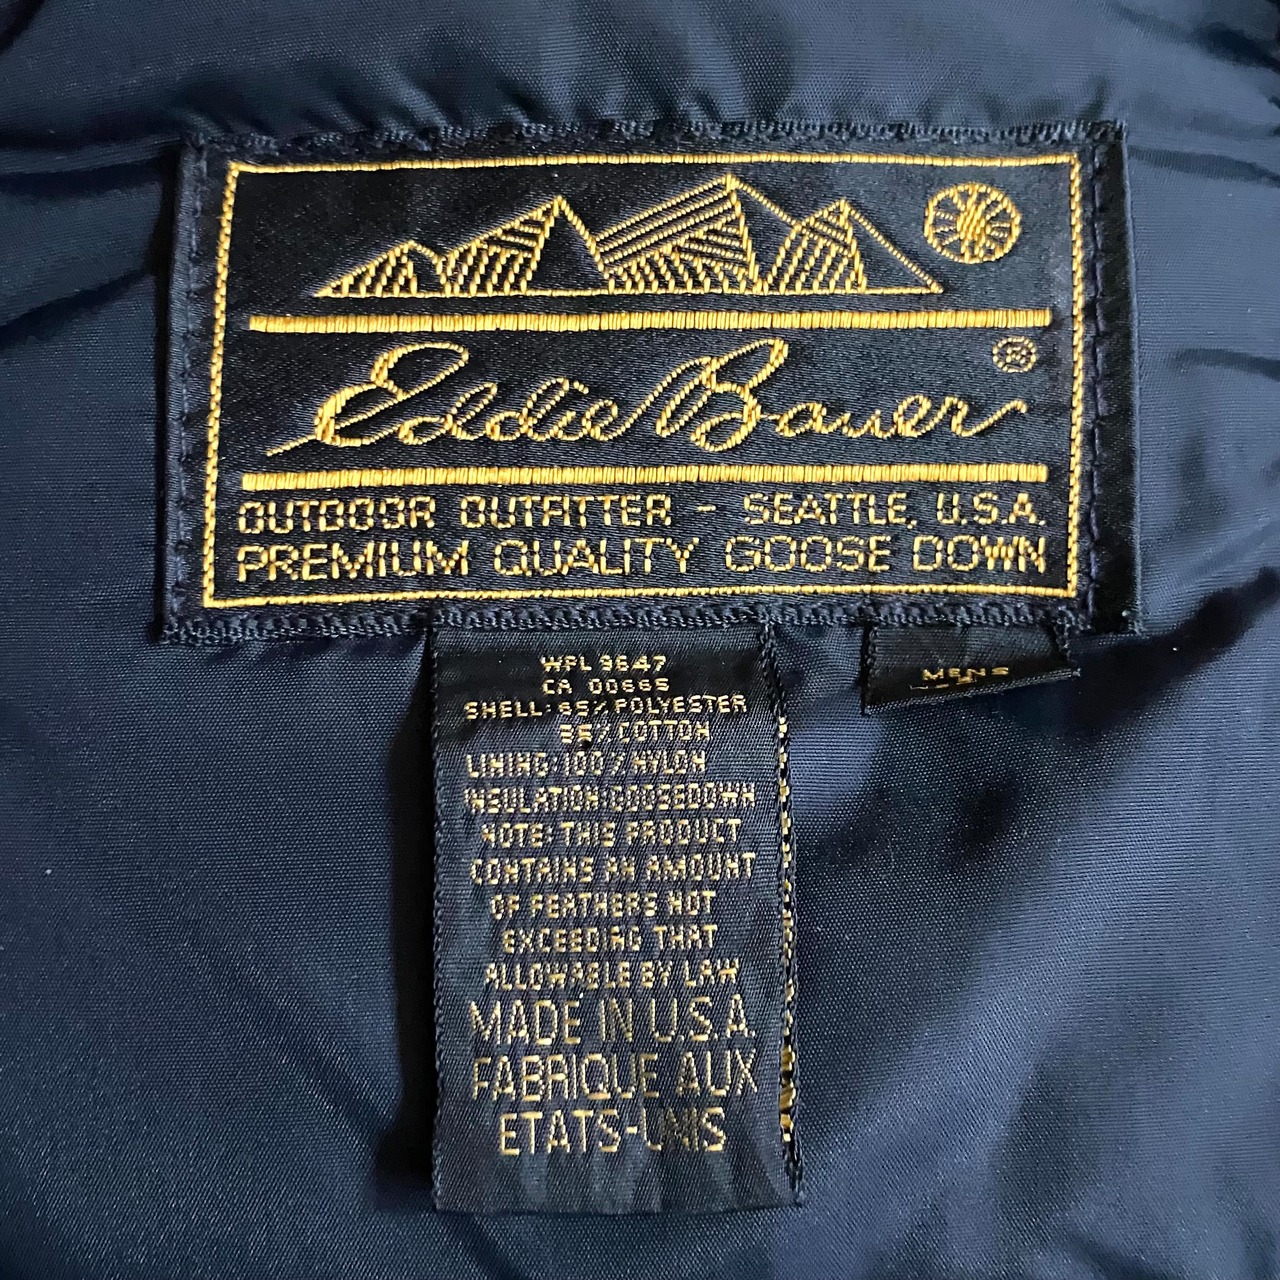 Eddie Bauer ®
OUTDOOR OUTFITTER - SEATTLE, U.S.A.
PREMIUM QUALITY GOOSE DOWN
WPL 9647
CA 00665
SHELL: 65% POLYESTER
35% COTTON
LINING: 100% NYLON
INSULATION: GOOSEDOWN
NOTE: THIS PRODUCT
CONTAINS AN AMOUNT
OF FEATHERS NOT
EXCEEDING THAT
ALLOWABLE BY LAW
MADE IN U.S.A.
FABRIQUE AUX
ETATS-UNIS
MENS